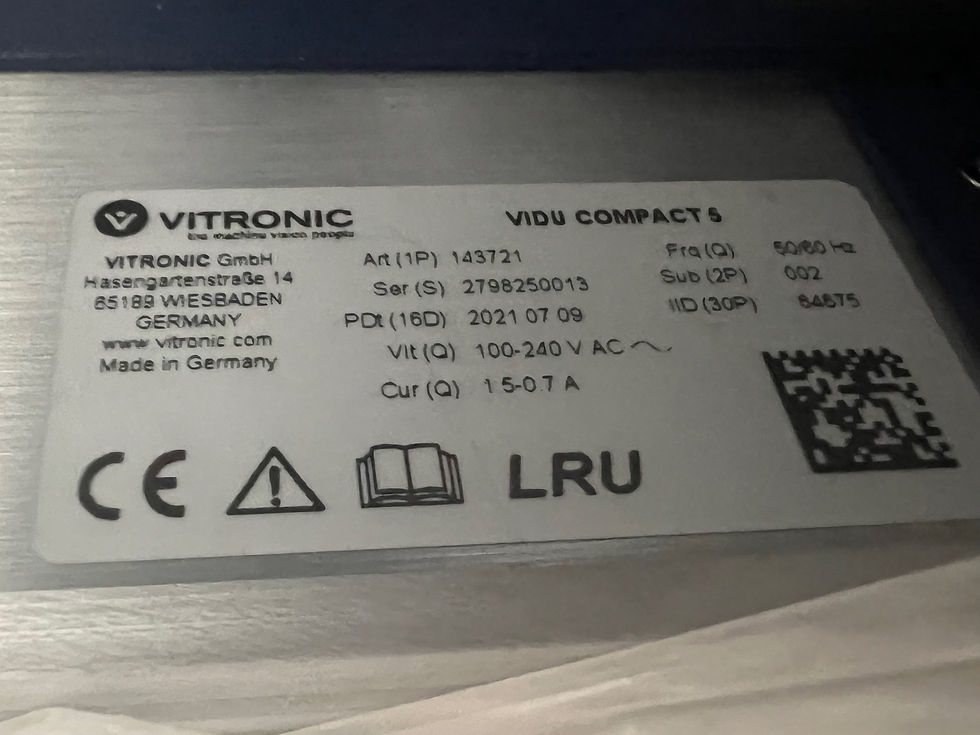 VITRONIC
the machine vision people
VIDU COMPACT 5
VITRONIC GmbH
Hasengartenstraße 14
65189 WIESBADEN
GERMANY
www vitronic com
Made in Germany
Art (1P) 143721
Ser (S) 2798250013
PDt (16D) 2021 07 09
Vlt (Q) 100-240 V AC
Cur (Q) 1 5-0.7 A
Frq (Q) 50/60 Hz
Sub (2P) 002
IID (30P)
CE
LRU